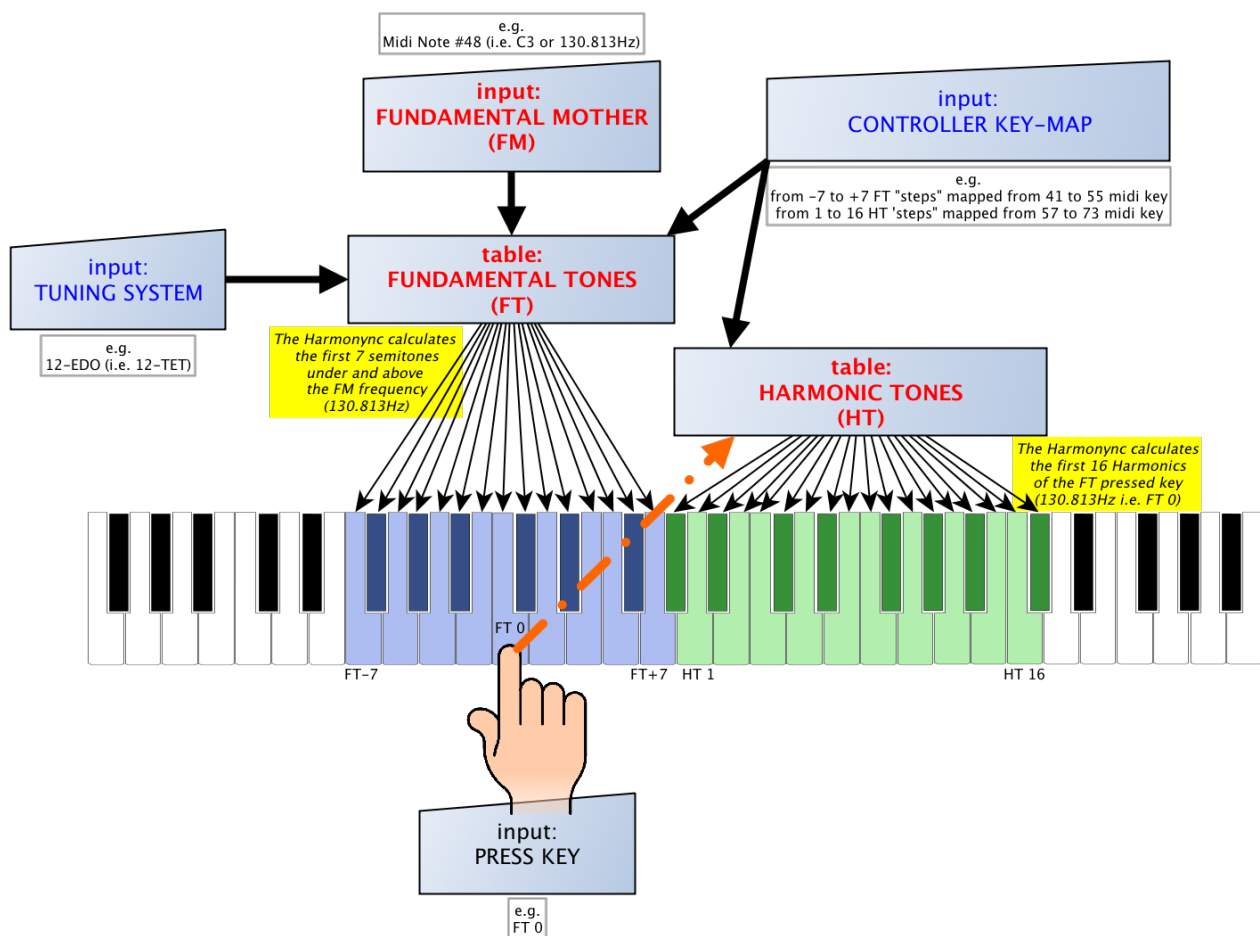 e.g.
Midi Note #48 (i.e. C3 or 130.813Hz)
input:
FUNDAMENTAL MOTHER
(FM)
input:
CONTROLLER KEY-MAP
e.g.
from -7 to +7 FT "steps" mapped from 41 to 55 midi key
from 1 to 16 HT 'steps" mapped from 57 to 73 midi key
input:
TUNING SYSTEM
e.g.
12-EDO (i.e. 12-TET)
table:
FUNDAMENTAL TONES
(FT)
The Harmonync calculates
the first 7 semitones
under and above
the FM frequency
(130.813Hz)
table:
HARMONIC TONES
(HT)
The Harmonync calculates
the first 16 Harmonics
of the FT pressed key
(130.813Hz i.e. FT 0)
FT 0
FT-7
FT+7
HT 1
HT 16
input:
PRESS KEY
e.g.
FT 0